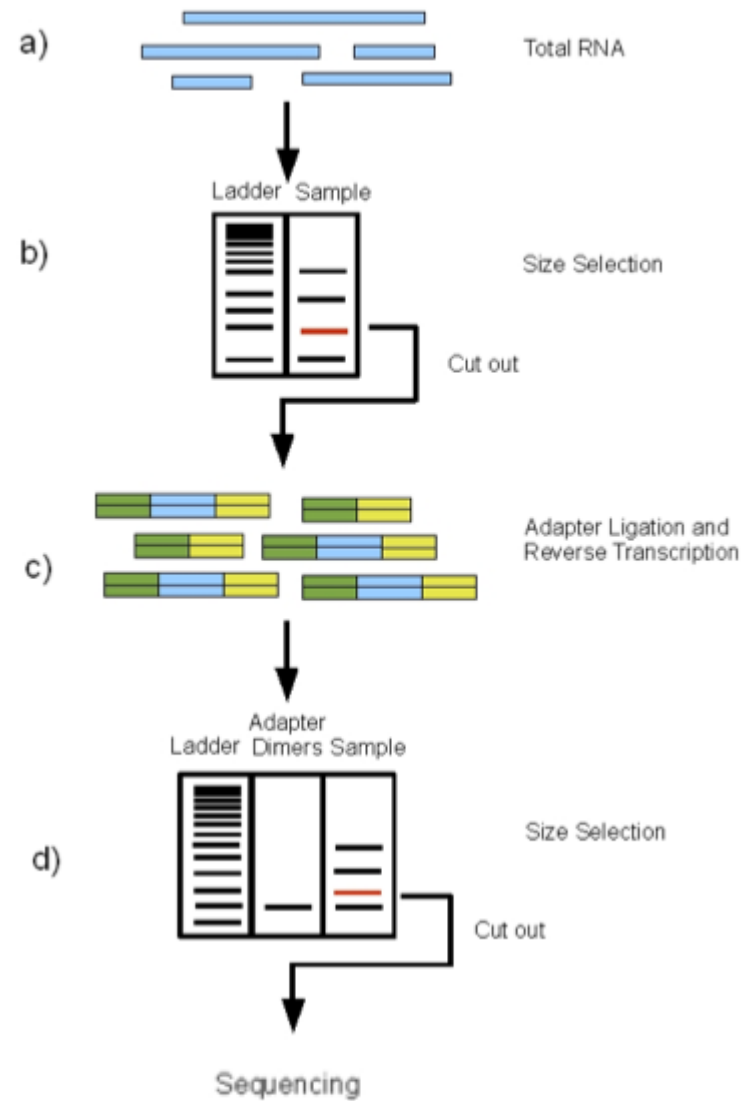 a)
Total RNA
Ladder Sample
b)
Size Selection
Cut out
Adapter Ligation and
Reverse Transcription
c)
Adapter
Ladder Dimers Sample
Size Selection
d)
Cut out
Sequencing